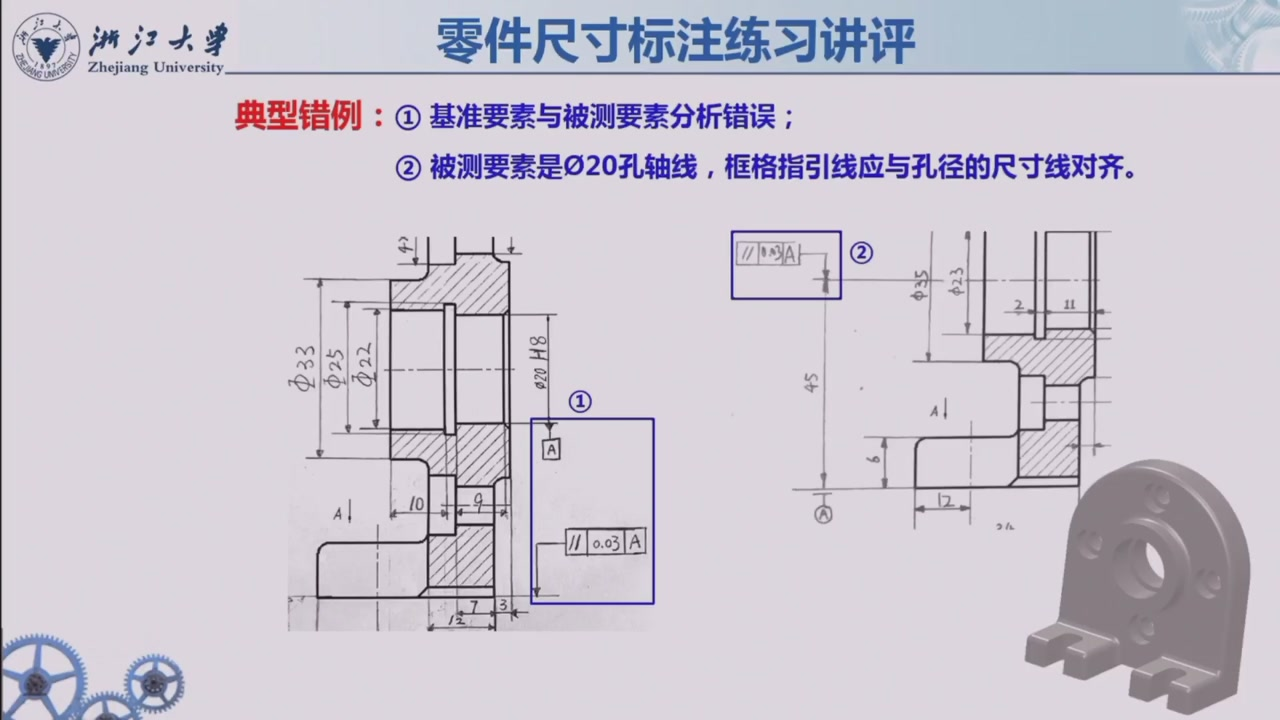 浙江大学
Zhejiang University
零件尺寸标注练习讲评
典型错例：① 基准要素与被测要素分析错误；
② 被测要素是Ø20孔轴线，框格指引线应与孔径的尺寸线对齐。
Φ33
Φ25
Φ22
ø20 H8
①
A
A
10
9
// 0.03 A
7
3
12
// 0.03 A
②
Φ35
Φ23
2
11
45
A
6
12
A